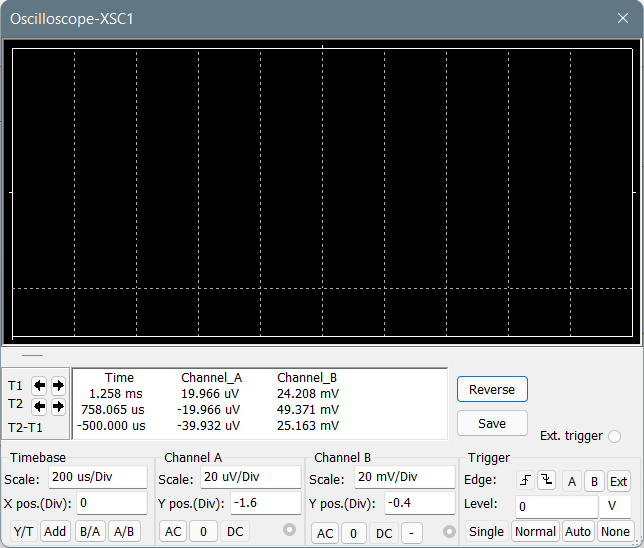 Oscilloscope-XSC1
Time Channel_A Channel_B
T1 1.258 ms 19.966 uV 24.208 mV
T2 758.065 us -19.966 uV 49.371 mV
T2-T1 -500.000 us -39.932 uV 25.163 mV
Reverse
Save
Ext. trigger
Timebase Channel A Channel B Trigger
Scale: 200 us/Div Scale: 20 uV/Div Scale: 20 mV/Div Edge: A B Ext
X pos.(Div): 0 Y pos.(Div): -1.6 Y pos.(Div): -0.4 Level: 0 V
Y/T Add B/A A/B AC 0 DC AC 0 DC - Single Normal Auto None